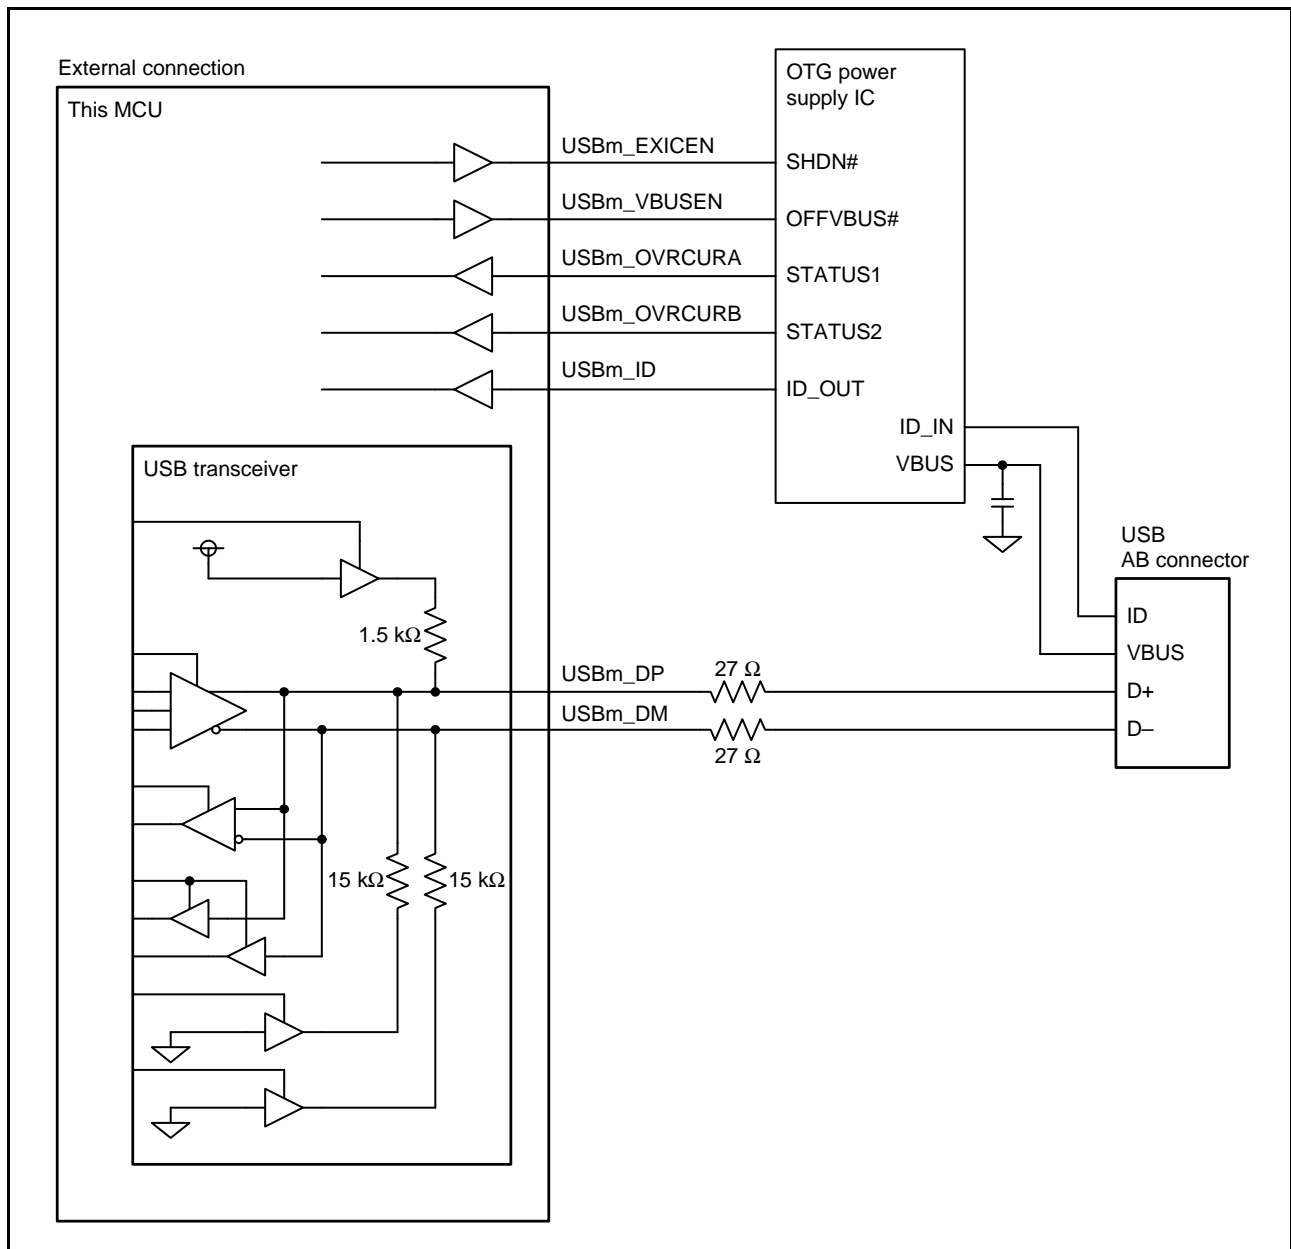 External connection
This MCU
OTG power
supply IC
USBm_EXICEN
SHDN#
USBm_VBUSEN
OFFVBUS#
USBm_OVRCURA
STATUS1
USBm_OVRCURB
STATUS2
USBm_ID
ID_OUT
ID_IN
VBUS
USB transceiver
USB
AB connector
1.5 kΩ
ID
VBUS
USBm_DP
27 Ω
D+
USBm_DM
27 Ω
D–
15 kΩ
15 kΩ